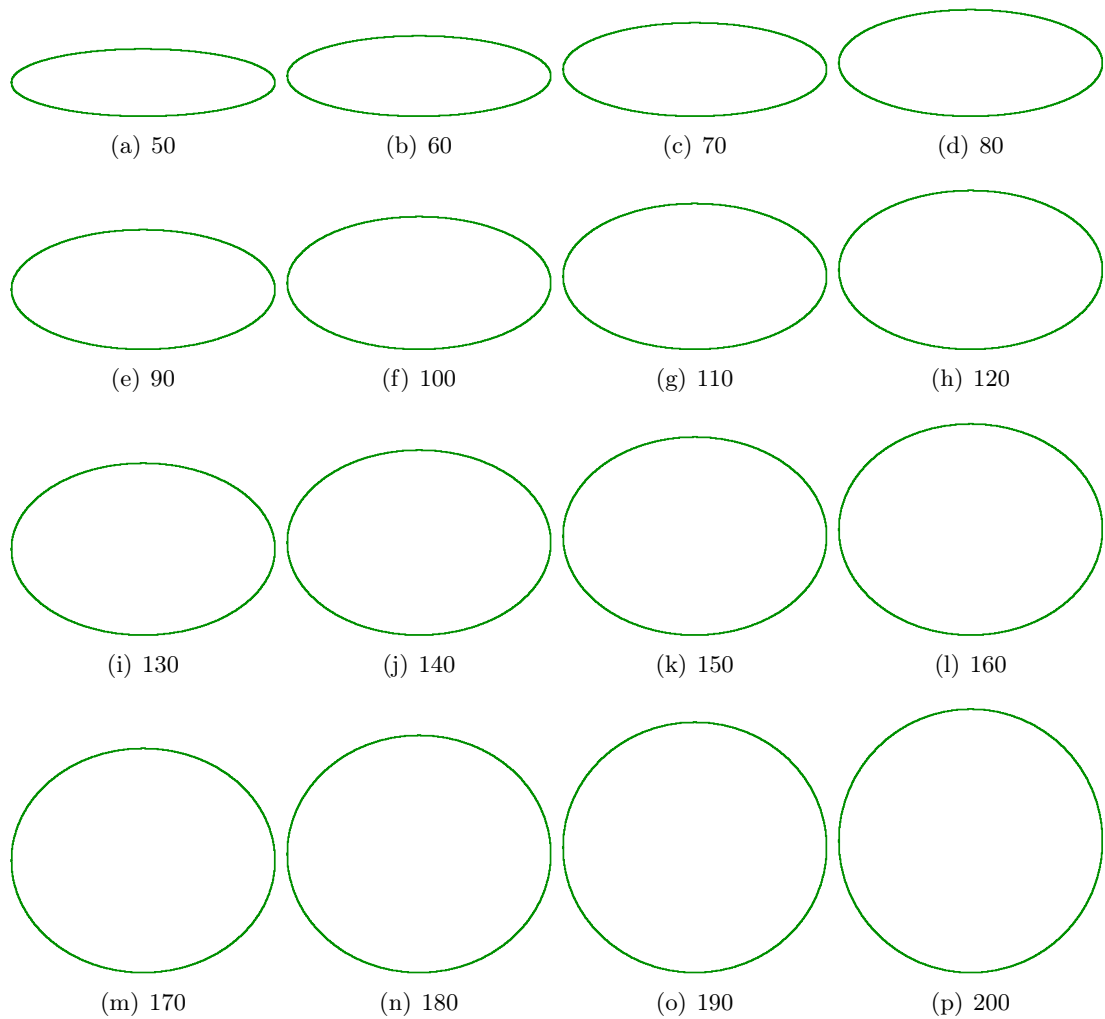 (a) 50 (b) 60 (c) 70 (d) 80
(e) 90 (f) 100 (g) 110 (h) 120
(i) 130 (j) 140 (k) 150 (l) 160
(m) 170 (n) 180 (o) 190 (p) 200